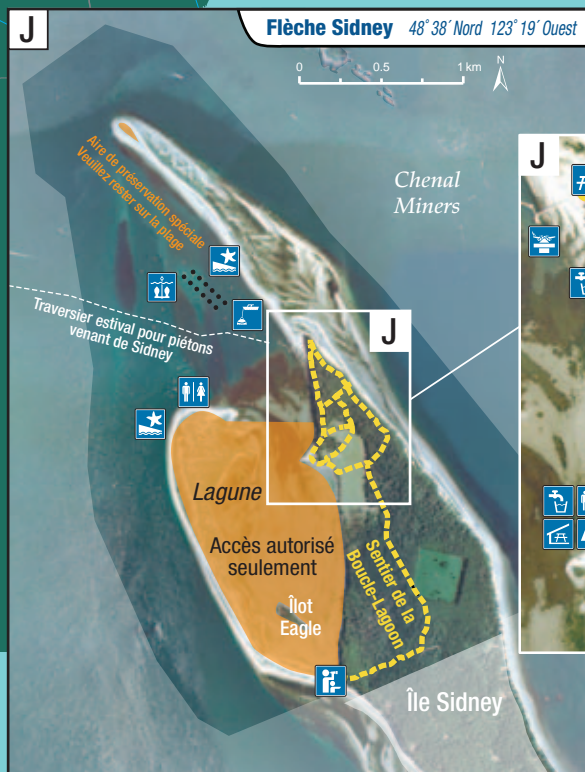 J
Flèche Sidney 48° 38′ Nord 123° 19′ Ouest
0 0.5 1 km
N
Aire de préservation spéciale
Veuillez rester sur la plage
Chenal
Miners
J
Traversier estival pour piétons
venant de Sidney
J
Lagune
Accès autorisé
seulement
Îlot
Eagle
Sentier de la
Boucle-Lagoon
Île Sidney